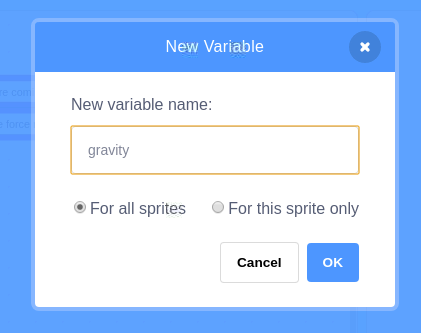 New Variable
New variable name:
gravity
For all sprites
For this sprite only
Cancel
OK